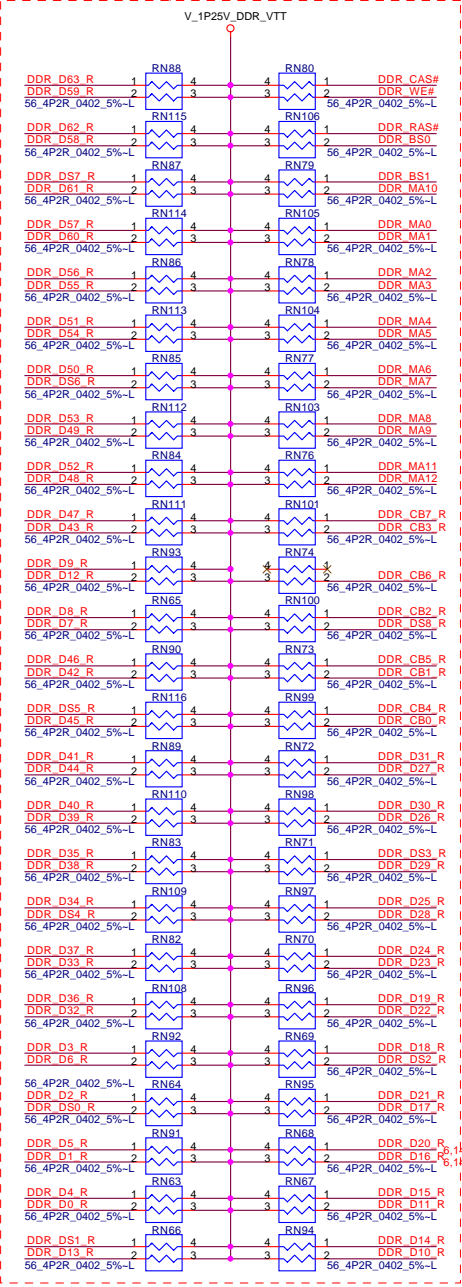 V_1P25V_DDR_VTT
RN88 RN80
DDR_D63_R 1 4 4 1 DDR_CAS#
DDR_D59_R 2 3 3 2 DDR_WE#
56_4P2R_0402_5%~L 56_4P2R_0402_5%~L
RN115 RN106
DDR_D62_R 1 4 4 1 DDR_RAS#
DDR_D58_R 2 3 3 2 DDR_BS0
56_4P2R_0402_5%~L 56_4P2R_0402_5%~L
RN87 RN79
DDR_DS7_R 1 4 4 1 DDR_BS1
DDR_D61_R 2 3 3 2 DDR_MA10
56_4P2R_0402_5%~L 56_4P2R_0402_5%~L
RN114 RN105
DDR_D57_R 1 4 4 1 DDR_MA0
DDR_D60_R 2 3 3 2 DDR_MA1
56_4P2R_0402_5%~L 56_4P2R_0402_5%~L
RN86 RN78
DDR_D56_R 1 4 4 1 DDR_MA2
DDR_D55_R 2 3 3 2 DDR_MA3
56_4P2R_0402_5%~L 56_4P2R_0402_5%~L
RN113 RN104
DDR_D51_R 1 4 4 1 DDR_MA4
DDR_D54_R 2 3 3 2 DDR_MA5
56_4P2R_0402_5%~L 56_4P2R_0402_5%~L
RN85 RN77
DDR_D50_R 1 4 4 1 DDR_MA6
DDR_DS6_R 2 3 3 2 DDR_MA7
56_4P2R_0402_5%~L 56_4P2R_0402_5%~L
RN112 RN103
DDR_D53_R 1 4 4 1 DDR_MA8
DDR_D49_R 2 3 3 2 DDR_MA9
56_4P2R_0402_5%~L 56_4P2R_0402_5%~L
RN84 RN76
DDR_D52_R 1 4 4 1 DDR_MA11
DDR_D48_R 2 3 3 2 DDR_MA12
56_4P2R_0402_5%~L 56_4P2R_0402_5%~L
RN111 RN101
DDR_D47_R 1 4 4 1 DDR_CB7_R
DDR_D43_R 2 3 3 2 DDR_CB3_R
56_4P2R_0402_5%~L 56_4P2R_0402_5%~L
RN93 RN74
DDR_D9_R 1 4 4 1
DDR_D12_R 2 3 3 2 DDR_CB6_R
56_4P2R_0402_5%~L 56_4P2R_0402_5%~L
RN65 RN100
DDR_D8_R 1 4 4 1 DDR_CB2_R
DDR_D7_R 2 3 3 2 DDR_DS8_R
56_4P2R_0402_5%~L 56_4P2R_0402_5%~L
RN90 RN73
DDR_D46_R 1 4 4 1 DDR_CB5_R
DDR_D42_R 2 3 3 2 DDR_CB1_R
56_4P2R_0402_5%~L 56_4P2R_0402_5%~L
RN116 RN99
DDR_DS5_R 1 4 4 1 DDR_CB4_R
DDR_D45_R 2 3 3 2 DDR_CB0_R
56_4P2R_0402_5%~L 56_4P2R_0402_5%~L
RN89 RN72
DDR_D41_R 1 4 4 1 DDR_D31_R
DDR_D44_R 2 3 3 2 DDR_D27_R
56_4P2R_0402_5%~L 56_4P2R_0402_5%~L
RN110 RN98
DDR_D40_R 1 4 4 1 DDR_D30_R
DDR_D39_R 2 3 3 2 DDR_D26_R
56_4P2R_0402_5%~L 56_4P2R_0402_5%~L
RN83 RN71
DDR_D35_R 1 4 4 1 DDR_DS3_R
DDR_D38_R 2 3 3 2 DDR_D29_R
56_4P2R_0402_5%~L 56_4P2R_0402_5%~L
RN109 RN97
DDR_D34_R 1 4 4 1 DDR_D25_R
DDR_DS4_R 2 3 3 2 DDR_D28_R
56_4P2R_0402_5%~L 56_4P2R_0402_5%~L
RN82 RN70
DDR_D37_R 1 4 4 1 DDR_D24_R
DDR_D33_R 2 3 3 2 DDR_D23_R
56_4P2R_0402_5%~L 56_4P2R_0402_5%~L
RN108 RN96
DDR_D36_R 1 4 4 1 DDR_D19_R
DDR_D32_R 2 3 3 2 DDR_D22_R
56_4P2R_0402_5%~L 56_4P2R_0402_5%~L
RN92 RN69
DDR_D3_R 1 4 4 1 DDR_D18_R
DDR_D6_R 2 3 3 2 DDR_DS2_R
56_4P2R_0402_5%~L 56_4P2R_0402_5%~L
RN64 RN95
DDR_D2_R 1 4 4 1 DDR_D21_R
DDR_DS0_R 2 3 3 2 DDR_D17_R
56_4P2R_0402_5%~L 56_4P2R_0402_5%~L
RN91 RN68
DDR_D5_R 1 4 4 1 DDR_D20_R
DDR_D1_R 2 3 3 2 DDR_D16_R
56_4P2R_0402_5%~L 56_4P2R_0402_5%~L
RN63 RN67
DDR_D4_R 1 4 4 1 DDR_D15_R
DDR_D0_R 2 3 3 2 DDR_D11_R
56_4P2R_0402_5%~L 56_4P2R_0402_5%~L
RN66 RN94
DDR_DS1_R 1 4 4 1 DDR_D14_R
DDR_D13_R 2 3 3 2 DDR_D10_R
56_4P2R_0402_5%~L 56_4P2R_0402_5%~L